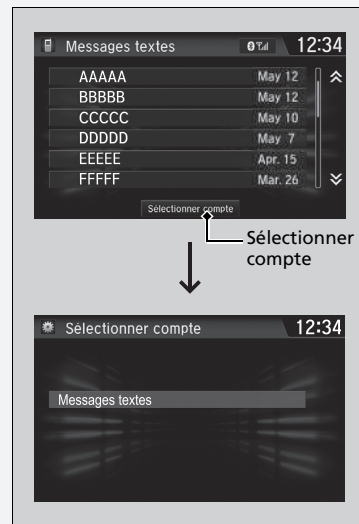 Messages textes 12:34
AAAAA May 12
BBBBB May 12
CCCCC May 10
DDDDD May 7
EEEEE Apr. 15
FFFFF Mar. 26
Sélectionner compte
Sélectionner
compte
Sélectionner compte 12:34
Messages textes